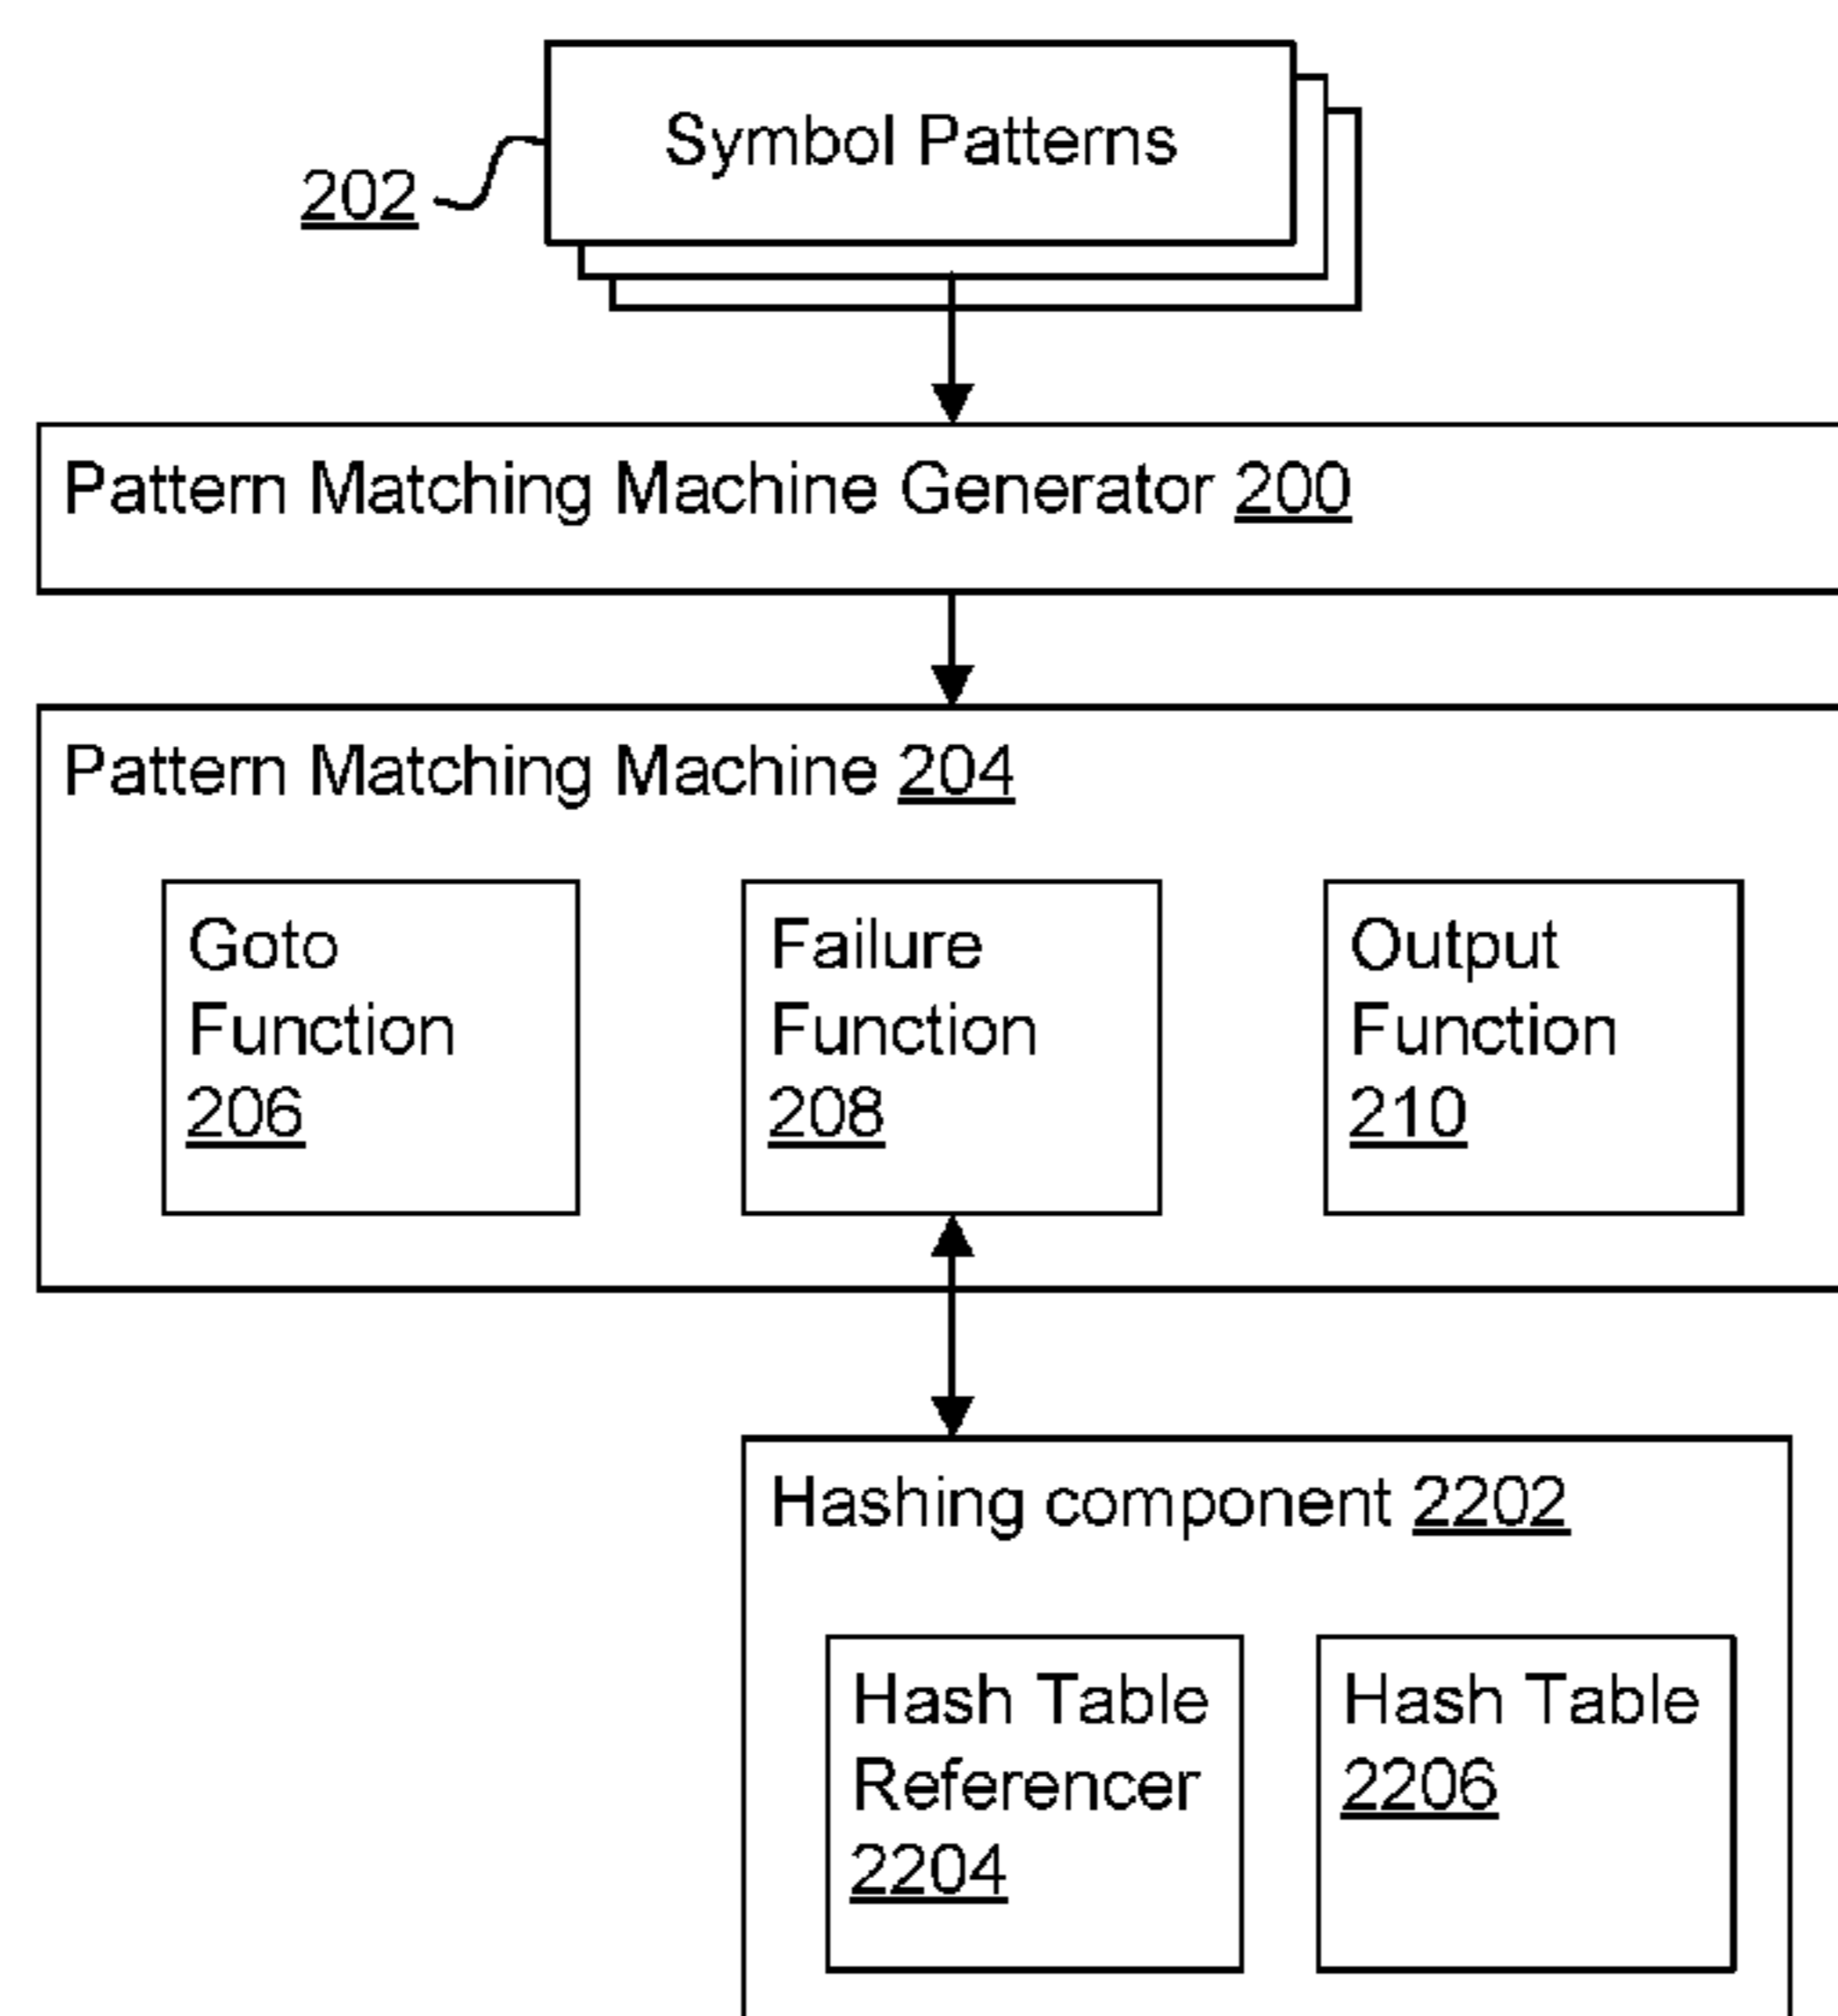 Symbol Patterns
202
Pattern Matching Machine Generator 200
Pattern Matching Machine 204
Goto
Function
206
Failure
Function
208
Output
Function
210
Hashing component 2202
Hash Table
Referencer
2204
Hash Table
2206